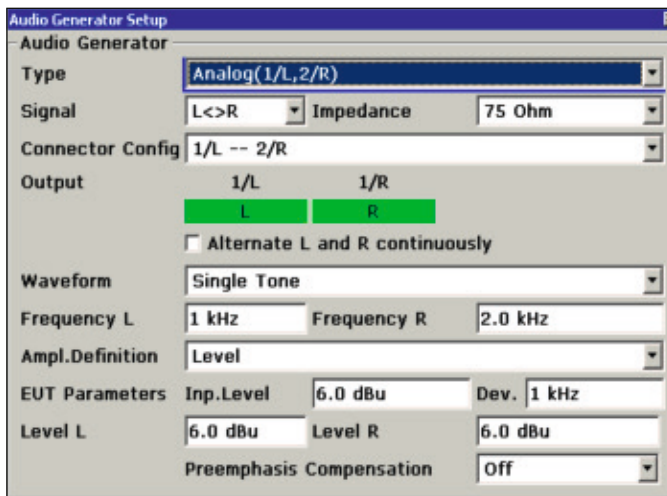 Audio Generator Setup
Audio Generator
Type Analog(1/L,2/R)
Signal L<>R Impedance 75 Ohm
Connector Config 1/L -- 2/R
Output 1/L 1/R
L R
Alternate L and R continuously
Waveform Single Tone
Frequency L 1 kHz Frequency R 2.0 kHz
Ampl.Definition Level
EUT Parameters Inp.Level 6.0 dBu Dev. 1 kHz
Level L 6.0 dBu Level R 6.0 dBu
Preemphasis Compensation Off